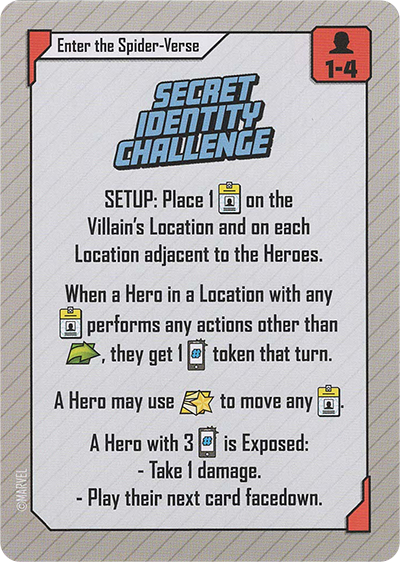 Enter the Spider-Verse
1-4
SECRET
IDENTITY
CHALLENGE
SETUP: Place 1 on the
Villain's Location and on each
Location adjacent to the Heroes.
When a Hero in a Location with any
performs any actions other than
, they get 1 # token that turn.
A Hero may use to move any .
A Hero with 3 # is Exposed:
- Take 1 damage.
- Play their next card facedown.
©MARVEL